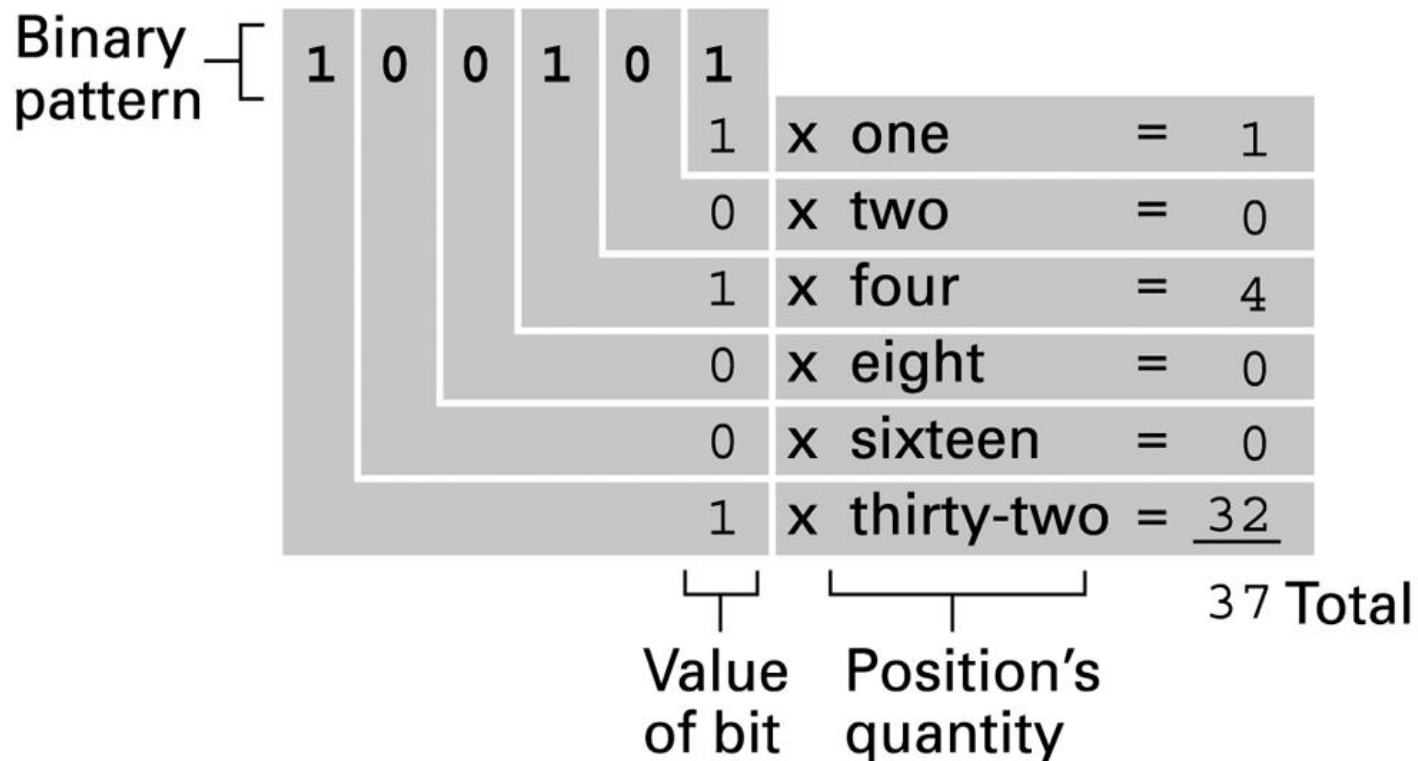 Binary
pattern
1 0 0 1 0 1
1 x one = 1
0 x two = 0
1 x four = 4
0 x eight = 0
0 x sixteen = 0
1 x thirty-two = 32
37 Total
Value
of bit
Position's
quantity